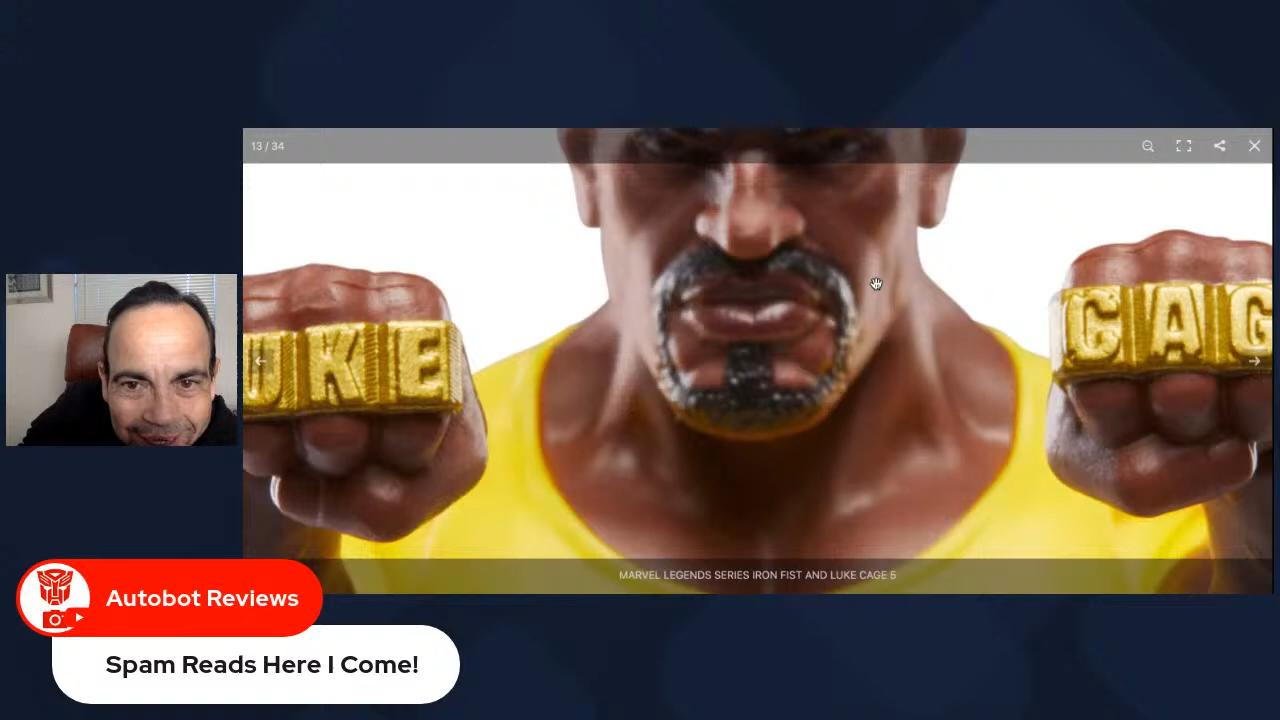 13 / 34
UKE
CAG
MARVEL LEGENDS SERIES IRON FIST AND LUKE CAGE 5
Autobot Reviews
Spam Reads Here I Come!